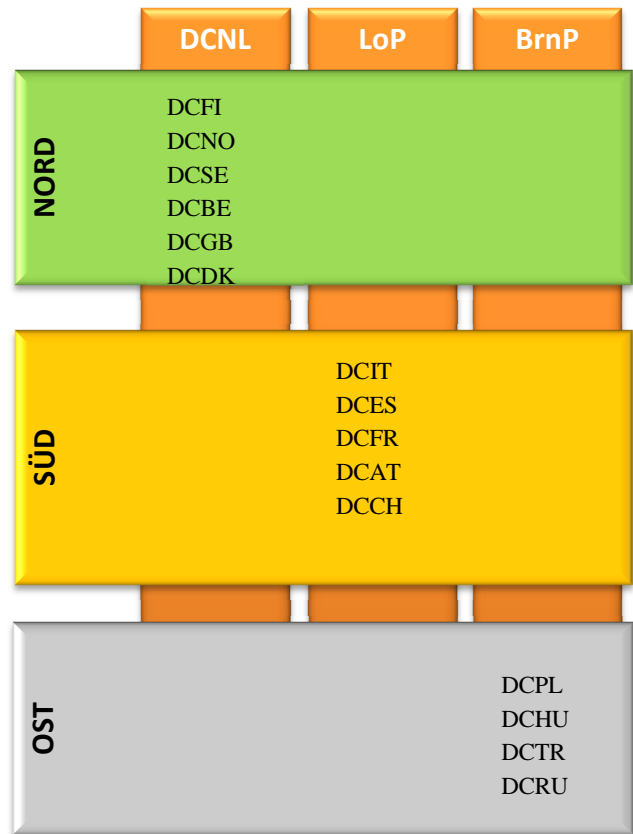 DCNL LoP BrnP
NORD
DCFI
DCNO
DCSE
DCBE
DCGB
DCDK
SÜD
DCIT
DCES
DCFR
DCAT
DCCH
OST
DCPL
DCHU
DCTR
DCRU